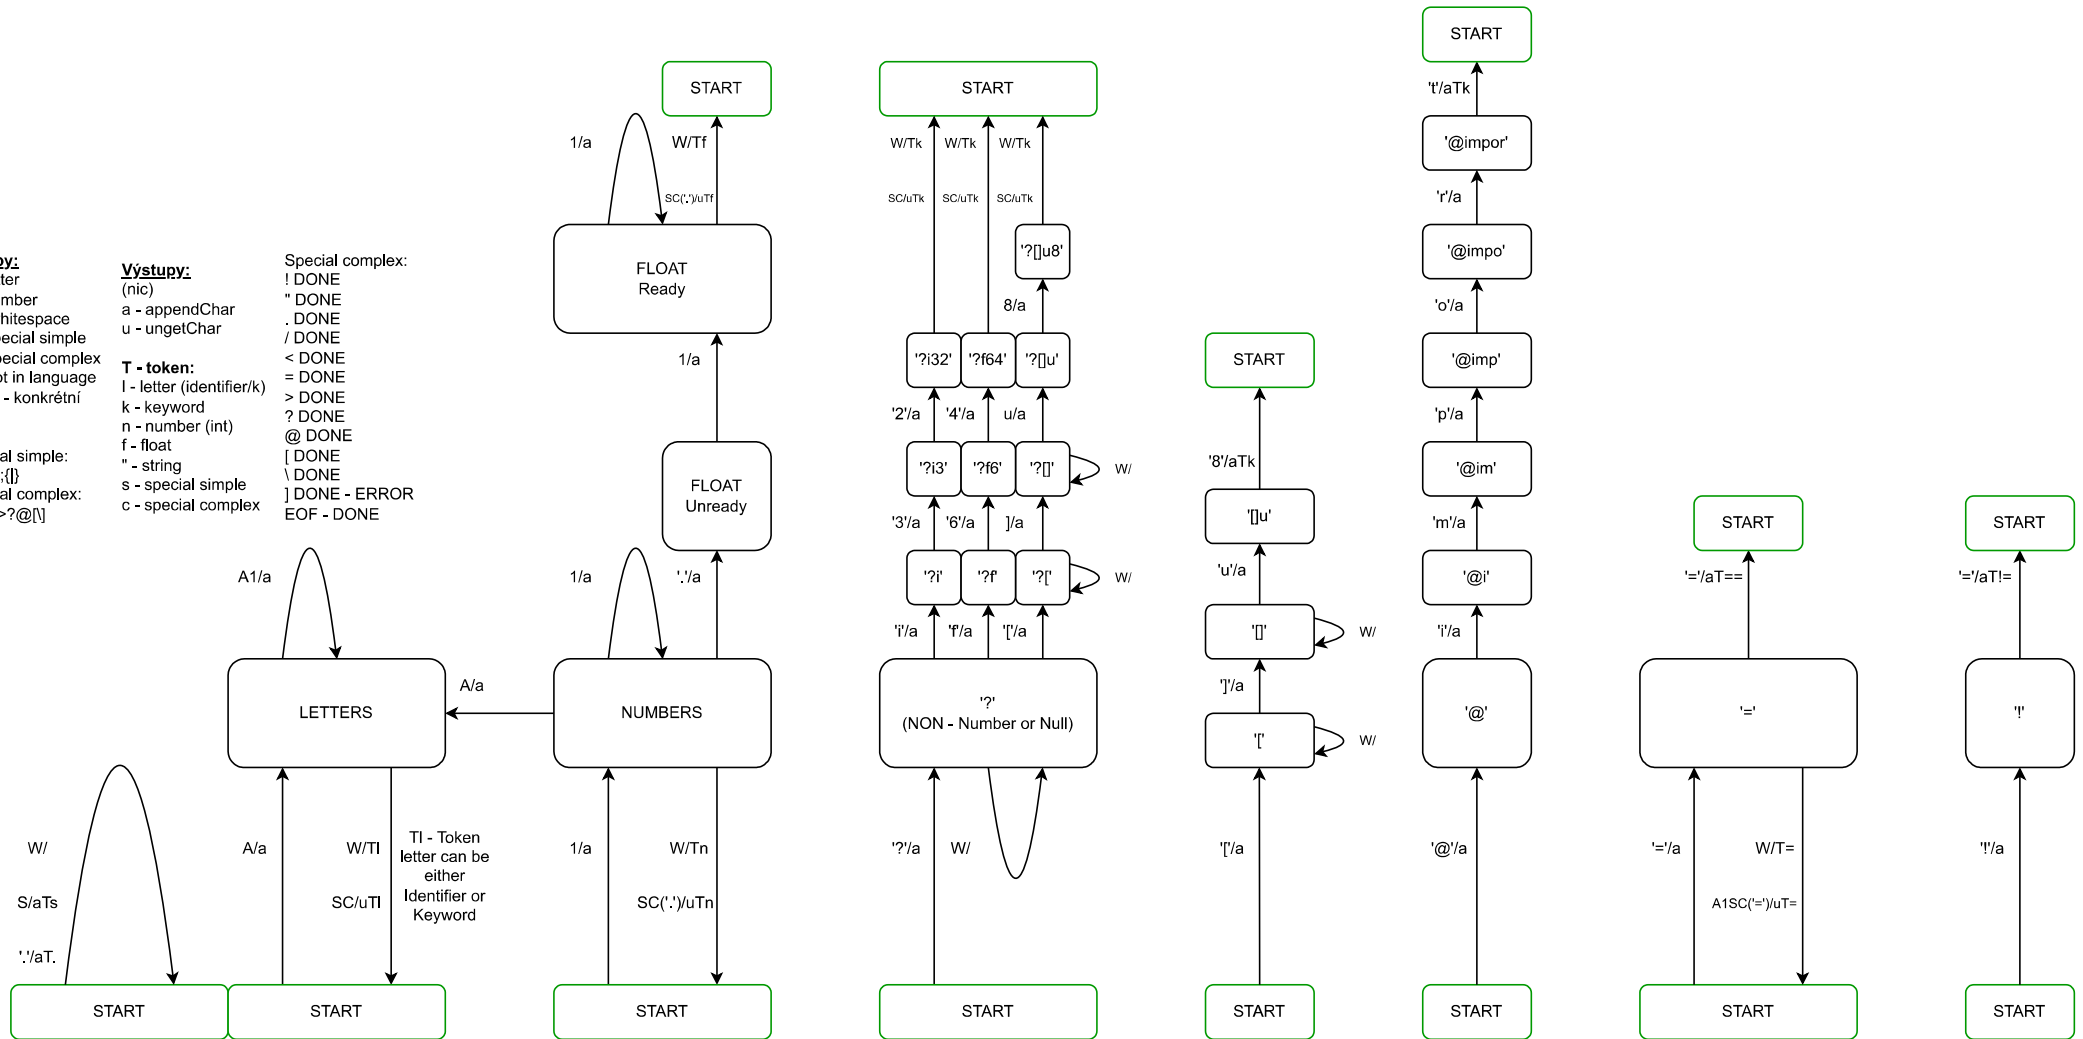 START
't'/aTk
START
START
'@impor'
1/a
W/Tf
W/Tk
W/Tk
W/Tk
'r'/a
SC('.')/uTf
SC/uTk
SC/uTk
SC/uTk
FLOAT
Ready
'?[]u8'
'@impo'
8/a
'o'/a
Výstupy:
(nic)
a - appendChar
u - ungetChar
T - token:
l - letter (identifier/k)
k - keyword
n - number (int)
f - float
" - string
s - special simple
c - special complex
Special complex:
! DONE
" DONE
. DONE
/ DONE
< DONE
= DONE
> DONE
? DONE
@ DONE
[ DONE
\ DONE
] DONE - ERROR
EOF - DONE
py:
ter
mber
hitespace
pecial simple
pecial complex
ot in language
- konkrétní
al simple:
;{|}
al complex:
>?@[\]
1/a
'?i32'
'?f64'
'?[]u'
START
'@imp'
'2'/a
'4'/a
u/a
'p'/a
FLOAT
Unready
'?i3'
'?f6'
'?[]'
W/
'8'/aTk
'@im'
'3'/a
'6'/a
]/a
'[]u'
'm'/a
START
START
A1/a
1/a
'.'/a
'?i'
'?f'
'?['
W/
'u'/a
'@i'
'='/aT==
'='/aT!=
'i'/a
'f'/a
'['/a
'[]'
W/
'i'/a
LETTERS
A/a
NUMBERS
'?'
(NON - Number or Null)
']'/a
'['
W/
'@'
'='
'!'
W/
S/aTs
'.'/aT.
A/a
W/Tl
SC/uTl
Tl - Token
letter can be
either
Identifier or
Keyword
1/a
W/Tn
SC('.')/uTn
'?'/a
W/
'['/a
'@'/a
'='/a
W/T=
A1SC('=')/uT=
'!'/a
START
START
START
START
START
START
START
START